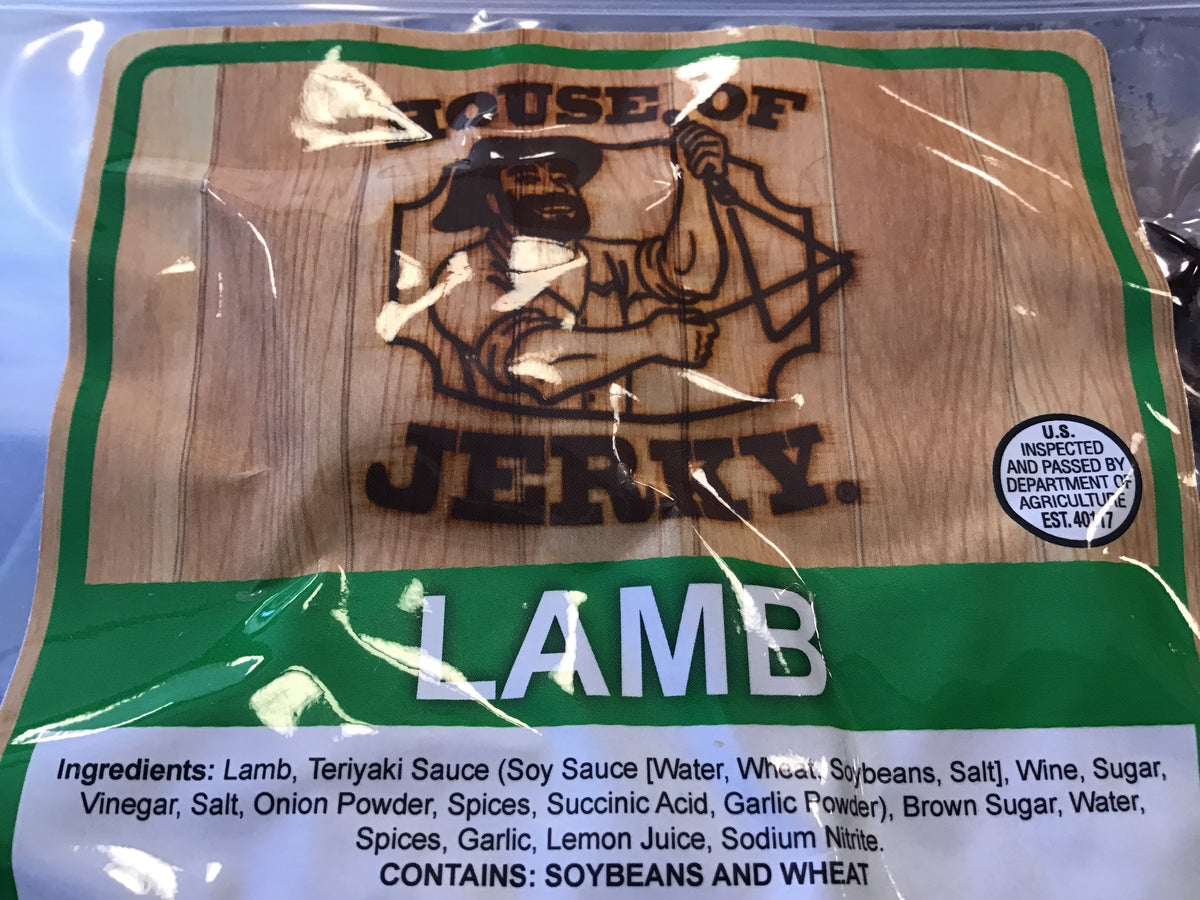 HOUSE OF
JERKY.®
U.S.
INSPECTED
AND PASSED BY
DEPARTMENT OF
AGRICULTURE
EST. 40117
LAMB
Ingredients: Lamb, Teriyaki Sauce (Soy Sauce [Water, Wheat, Soybeans, Salt], Wine, Sugar,
Vinegar, Salt, Onion Powder, Spices, Succinic Acid, Garlic Powder), Brown Sugar, Water,
Spices, Garlic, Lemon Juice, Sodium Nitrite.
CONTAINS: SOYBEANS AND WHEAT